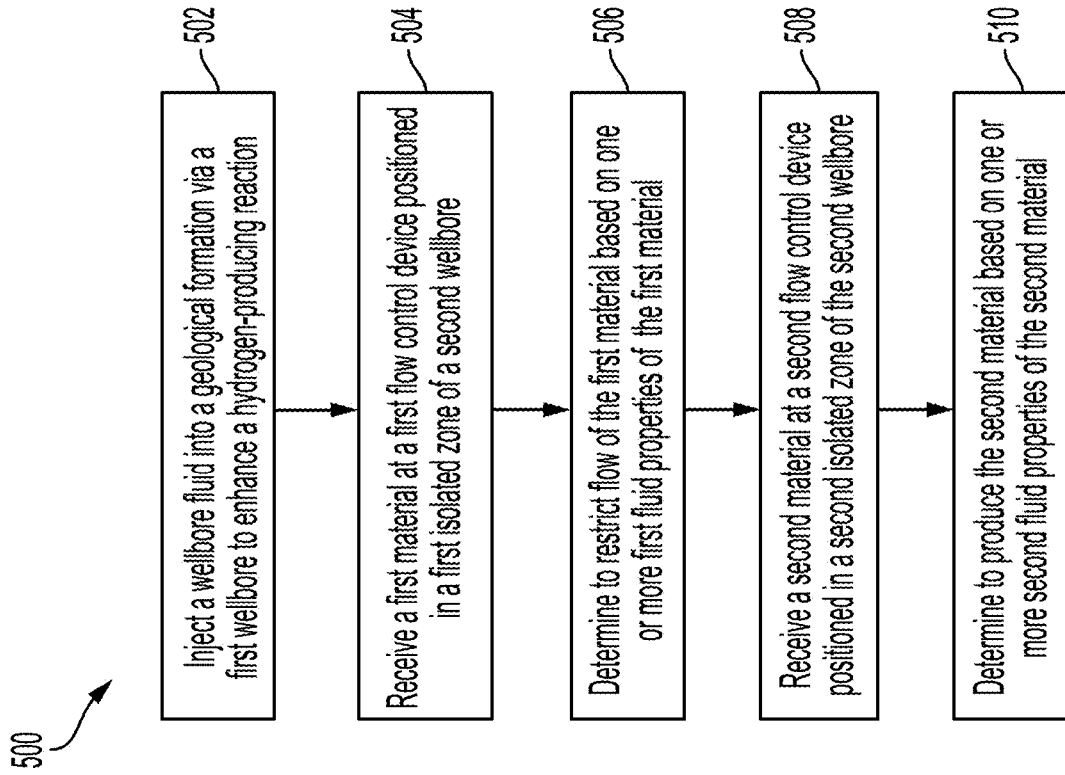 500
Inject a wellbore fluid into a geological formation via a
first wellbore to enhance a hydrogen-producing reaction
502
Receive a first material at a first flow control device positioned
in a first isolated zone of a second wellbore
504
Determine to restrict flow of the first material based on one
or more first fluid properties of the first material
506
Receive a second material at a second flow control device
positioned in a second isolated zone of the second wellbore
508
Determine to produce the second material based on one or
more second fluid properties of the second material
510